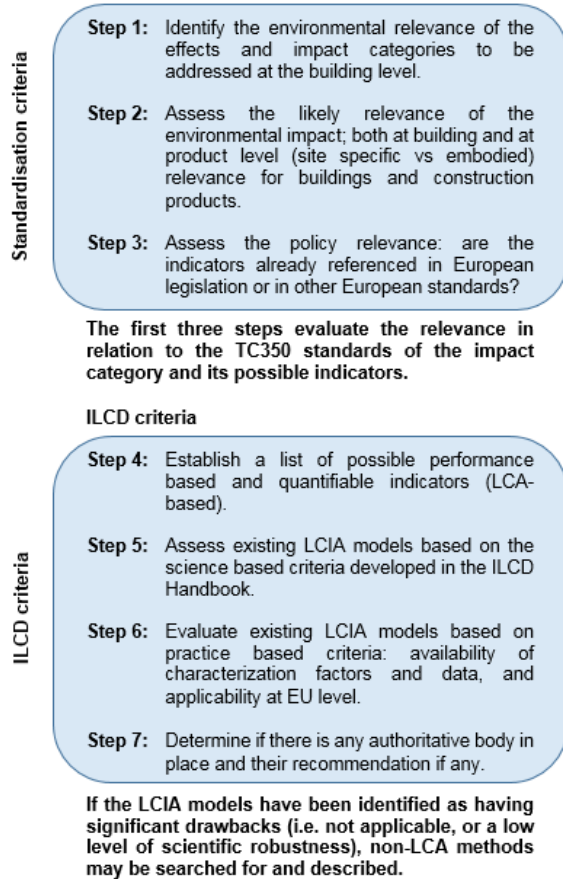 Standardisation criteria
Step 1: Identify the environmental relevance of the
effects and impact categories to be
addressed at the building level.
Step 2: Assess the likely relevance of the
environmental impact; both at building and at
product level (site specific vs embodied)
relevance for buildings and construction
products.
Step 3: Assess the policy relevance: are the
indicators already referenced in European
legislation or in other European standards?
The first three steps evaluate the relevance in
relation to the TC350 standards of the impact
category and its possible indicators.
ILCD criteria
ILCD criteria
Step 4: Establish a list of possible performance
based and quantifiable indicators (LCA-
based).
Step 5: Assess existing LCIA models based on the
science based criteria developed in the ILCD
Handbook.
Step 6: Evaluate existing LCIA models based on
practice based criteria: availability of
characterization factors and data, and
applicability at EU level.
Step 7: Determine if there is any authoritative body in
place and their recommendation if any.
If the LCIA models have been identified as having
significant drawbacks (i.e. not applicable, or a low
level of scientific robustness), non-LCA methods
may be searched for and described.